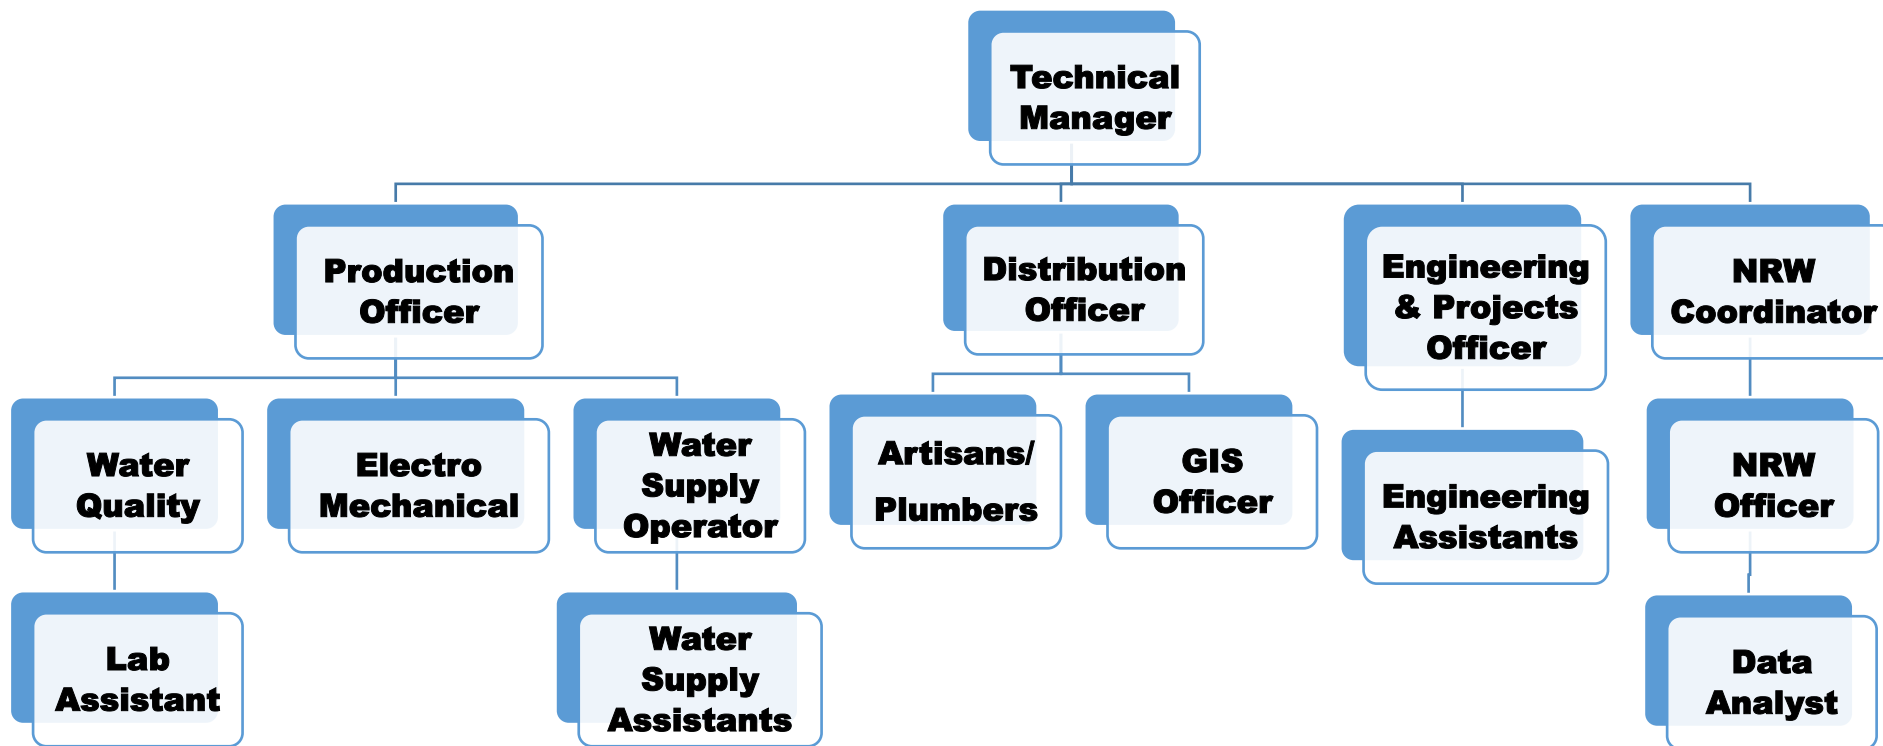 Technical
Manager
Production
Officer
Distribution
Officer
Engineering
& Projects
Officer
NRW
Coordinator
Water
Quality
Electro
Mechanical
Water
Supply
Operator
Artisans/
Plumbers
GIS
Officer
Engineering
Assistants
NRW
Officer
Lab
Assistant
Water
Supply
Assistants
Data
Analyst